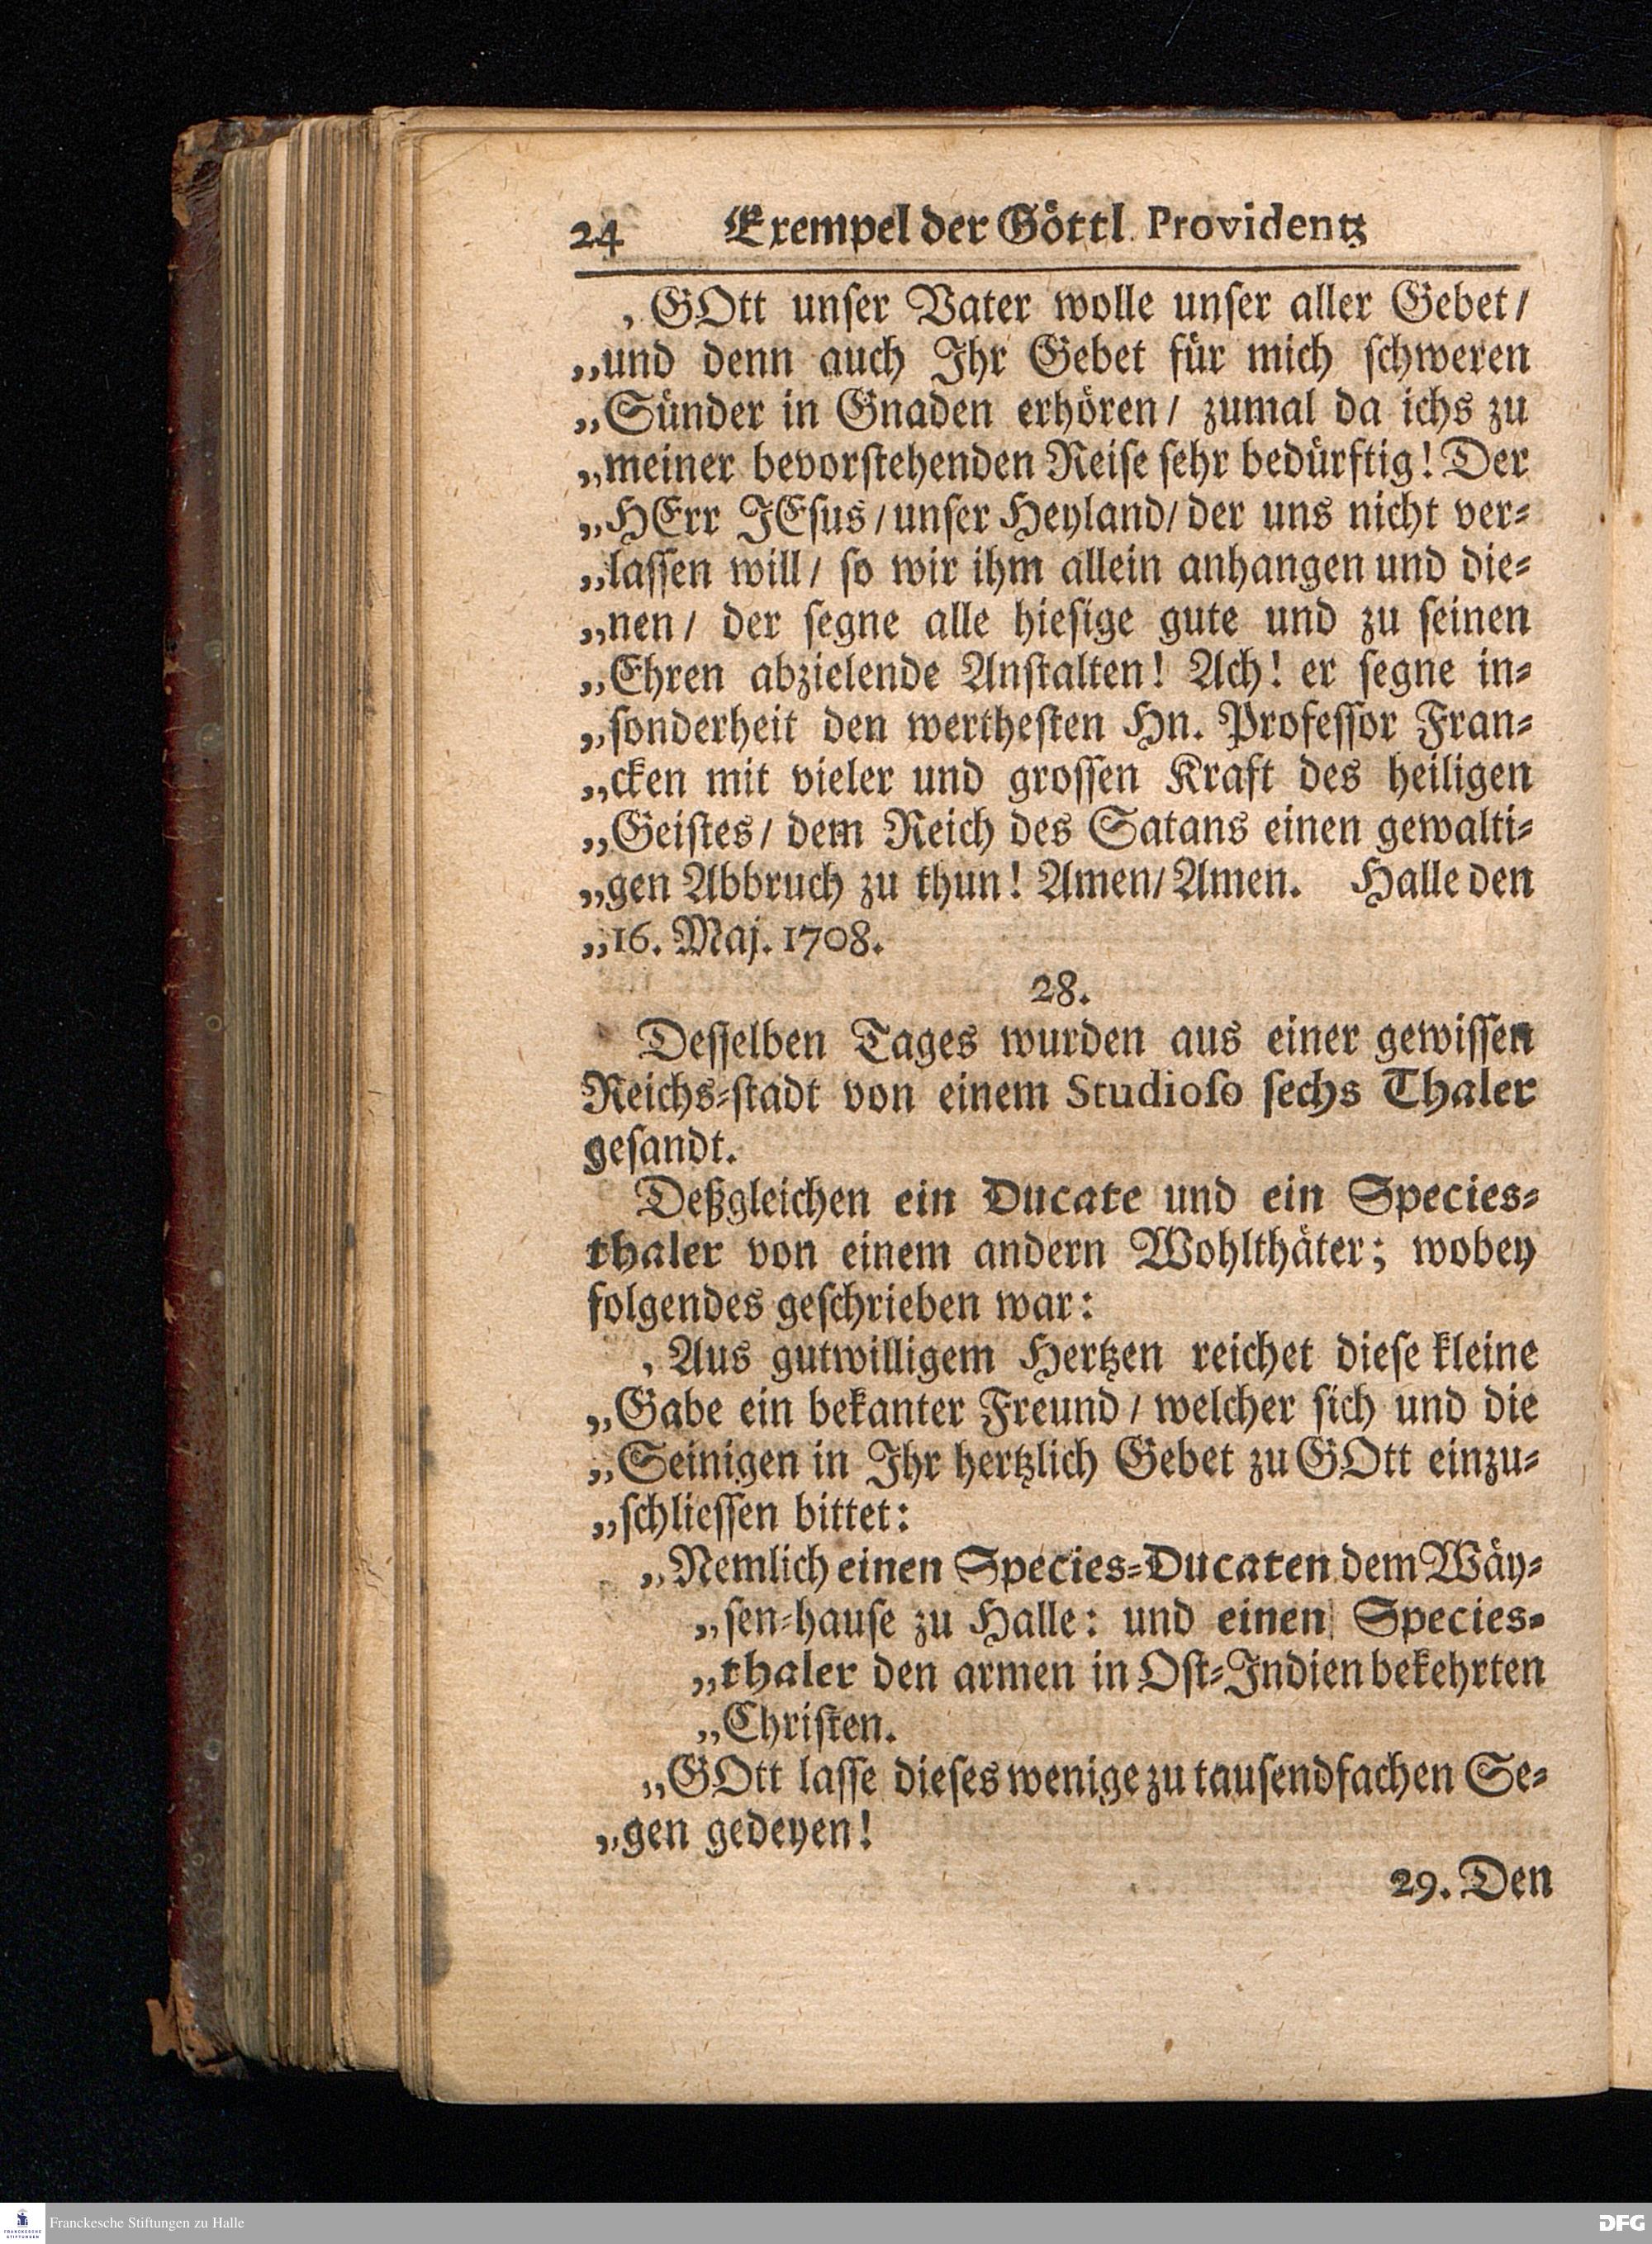 24 Exempel der Göttl. Providentz
, GOtt unſer Vater wolle unſer aller Gebet/
„und denn auch Ihr Gebet für mich ſchweren
„Sünder in Gnaden erhören/ zumal da ichs zu
„meiner bevorſtehenden Reiſe ſehr bedürftig! Der
„HErr JEſus/ unſer Heyland/ der uns nicht ver⸗
„laſſen will/ ſo wir ihm allein anhangen und die⸗
„nen/ der ſegne alle hieſige gute und zu ſeinen
„Ehren abzielende Anſtalten! Ach! er ſegne in⸗
„ſonderheit den wertheſten Hn. Profeſſor Fran⸗
„cken mit vieler und groſſen Kraft des heiligen
„Geiſtes/ dem Reich des Satans einen gewalti⸗
„gen Abbruch zu thun! Amen/ Amen. Halle den
„16. Maj. 1708.
28.
Deſſelben Tages wurden aus einer gewiſſen
Reichs⸗ſtadt von einem Studioſo ſechs Thaler
geſandt.
Deßgleichen ein Ducate und ein Species⸗
thaler von einem andern Wohlthäter; wobey
folgendes geſchrieben war:
, Aus gutwilligem Hertzen reichet dieſe kleine
„Gabe ein bekanter Freund/ welcher ſich und die
„Seinigen in Ihr hertzlich Gebet zu GOtt einzu⸗
„ſchlieſſen bittet:
„Nemlich einen Species⸗Ducaten dem Wäy⸗
„ſen⸗hauſe zu Halle: und einen Species⸗
„thaler den armen in Oſt⸗Indien bekehrten
„Chriſten.
„GOtt laſſe dieſes wenige zu tauſendfachen Se⸗
„gen gedeyen!
29. Den
Franckesche Stiftungen zu Halle
DFG
FRANCKESCHE
STIFTUNGEN